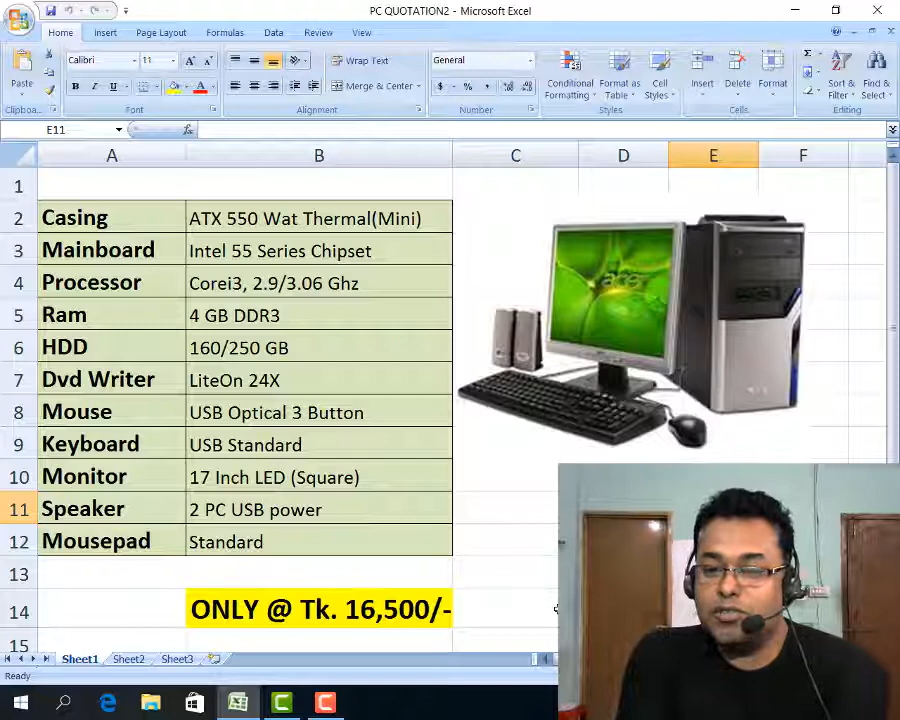 PC QUOTATION2 - Microsoft Excel
Home Insert Page Layout Formulas Data Review View
Paste
Calibri 11
Wrap Text
General
B I U
Merge & Center
$ % ,
Conditional Formatting
Format as Table
Cell Styles
Insert Delete Format
Sort & Filter
Find & Select
Clipboa... Font Alignment Number Styles Cells Editing
E11 fx
A B C D E F
1
2 Casing ATX 550 Wat Thermal(Mini)
3 Mainboard Intel 55 Series Chipset
4 Processor Corei3, 2.9/3.06 Ghz
5 Ram 4 GB DDR3
6 HDD 160/250 GB
7 Dvd Writer LiteOn 24X
8 Mouse USB Optical 3 Button
9 Keyboard USB Standard
10 Monitor 17 Inch LED (Square)
11 Speaker 2 PC USB power
12 Mousepad Standard
13
14 ONLY @ Tk. 16,500/-
15
acer
Sheet1 Sheet2 Sheet3
Ready